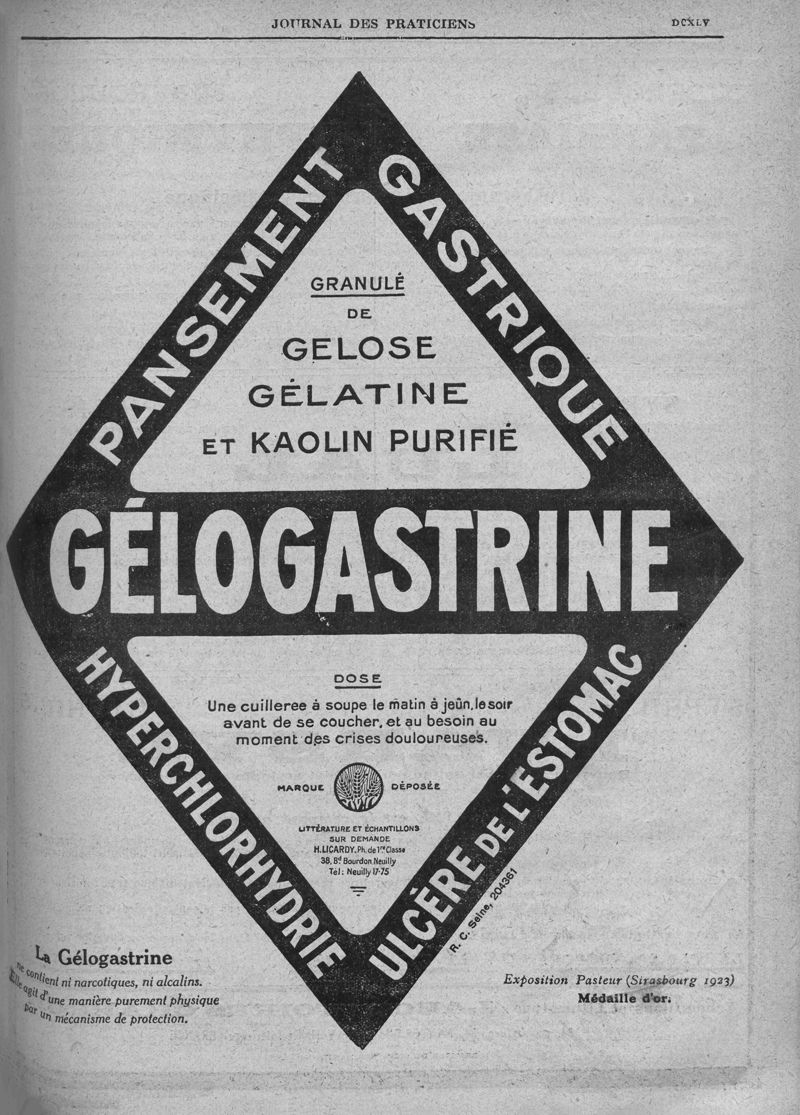 JOURNAL DES PRATICIENS
DCXLV
PANSEMENT GASTRIQUE
GRANULÉ
DE
GELOSE
GÉLATINE
ET KAOLIN PURIFIÉ
GÉLOGASTRINE
DOSE
Une cuilleree à soupe le matin à jeûn, le soir
avant de se coucher, et au besoin au
moment des crises douloureuses.
MARQUE DÉPOSÉE
LITTÉRATURE ET ÉCHANTILLONS
SUR DEMANDE
H. LICARDY, Ph. de 1re Classe
38, Bd Bourdon, Neuilly
Tél: Neuilly 17-75
HYPERCHLORHYDRIE
ULCÈRE DE L'ESTOMAC
R. C. Seine, 204361
La Gélogastrine
ne contient ni narcotiques, ni alcalins.
Elle agit d'une manière purement physique
par un mécanisme de protection.
Exposition Pasteur (Strasbourg 1923)
Médaille d'or.